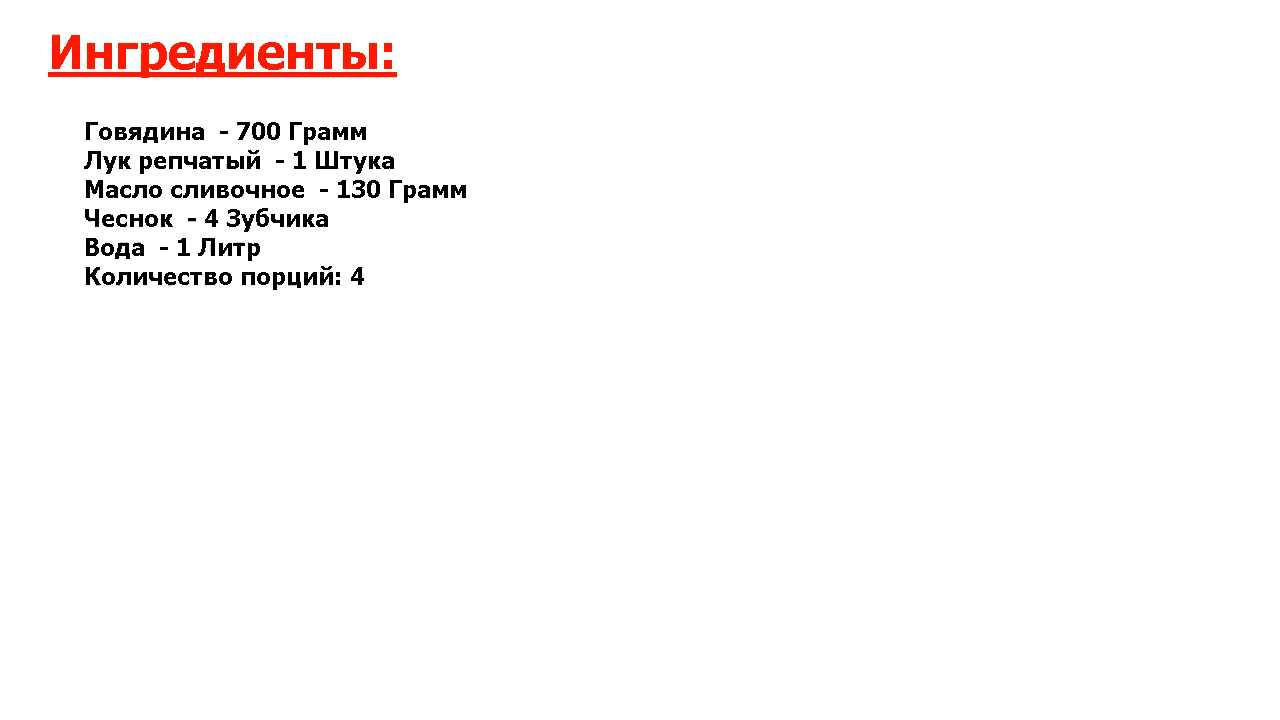 Ингредиенты:
Говядина  - 700 Грамм
Лук репчатый  - 1 Штука
Масло сливочное  - 130 Грамм
Чеснок  - 4 Зубчика
Вода  - 1 Литр
Количество порций: 4